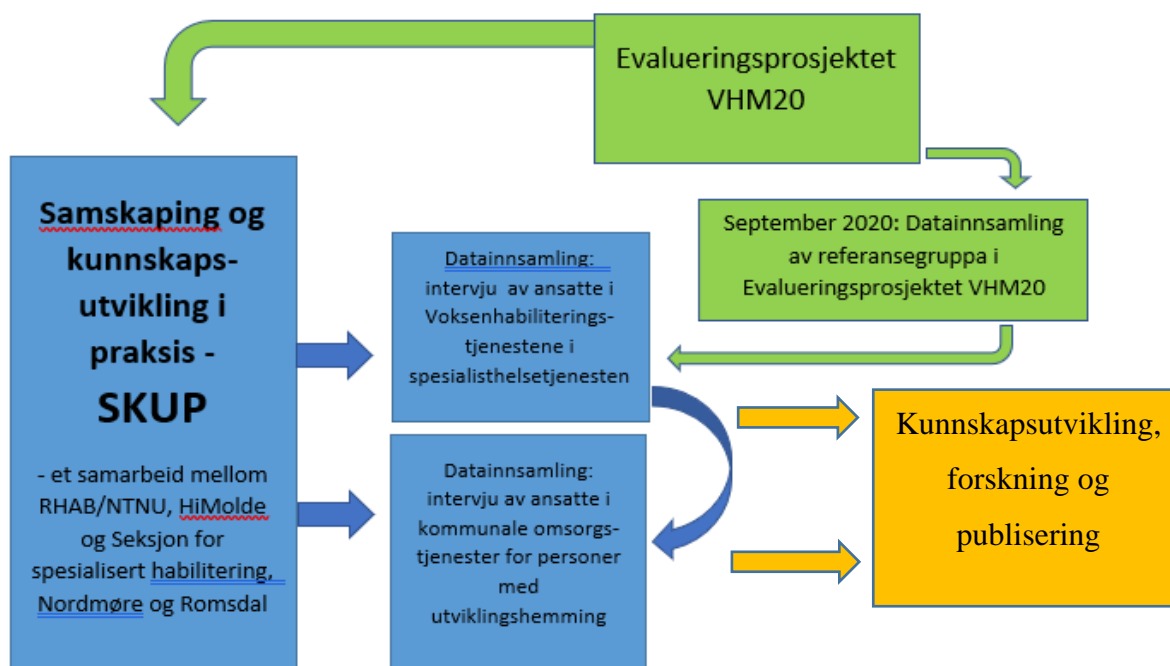 Evalueringsprosjektet
VHM20
Samskaping og
kunnskaps-
utvikling i
praksis -
SKUP
- et samarbeid mellom
RHAB/NTNU, HiMolde
og Seksjon for
spesialisert habilitering,
Nordmøre og Romsdal
Datainnsamling:
intervju av ansatte i
Voksenhabiliterings-
tjenestene i
spesialisthelsetjenesten
Datainnsamling:
intervju av ansatte i
kommunale omsorgs-
tjenester for personer
med
utviklingshemming
September 2020: Datainnsamling
av referansegruppa i
Evalueringsprosjektet VHM20
Kunnskapsutvikling,
forskning og
publisering